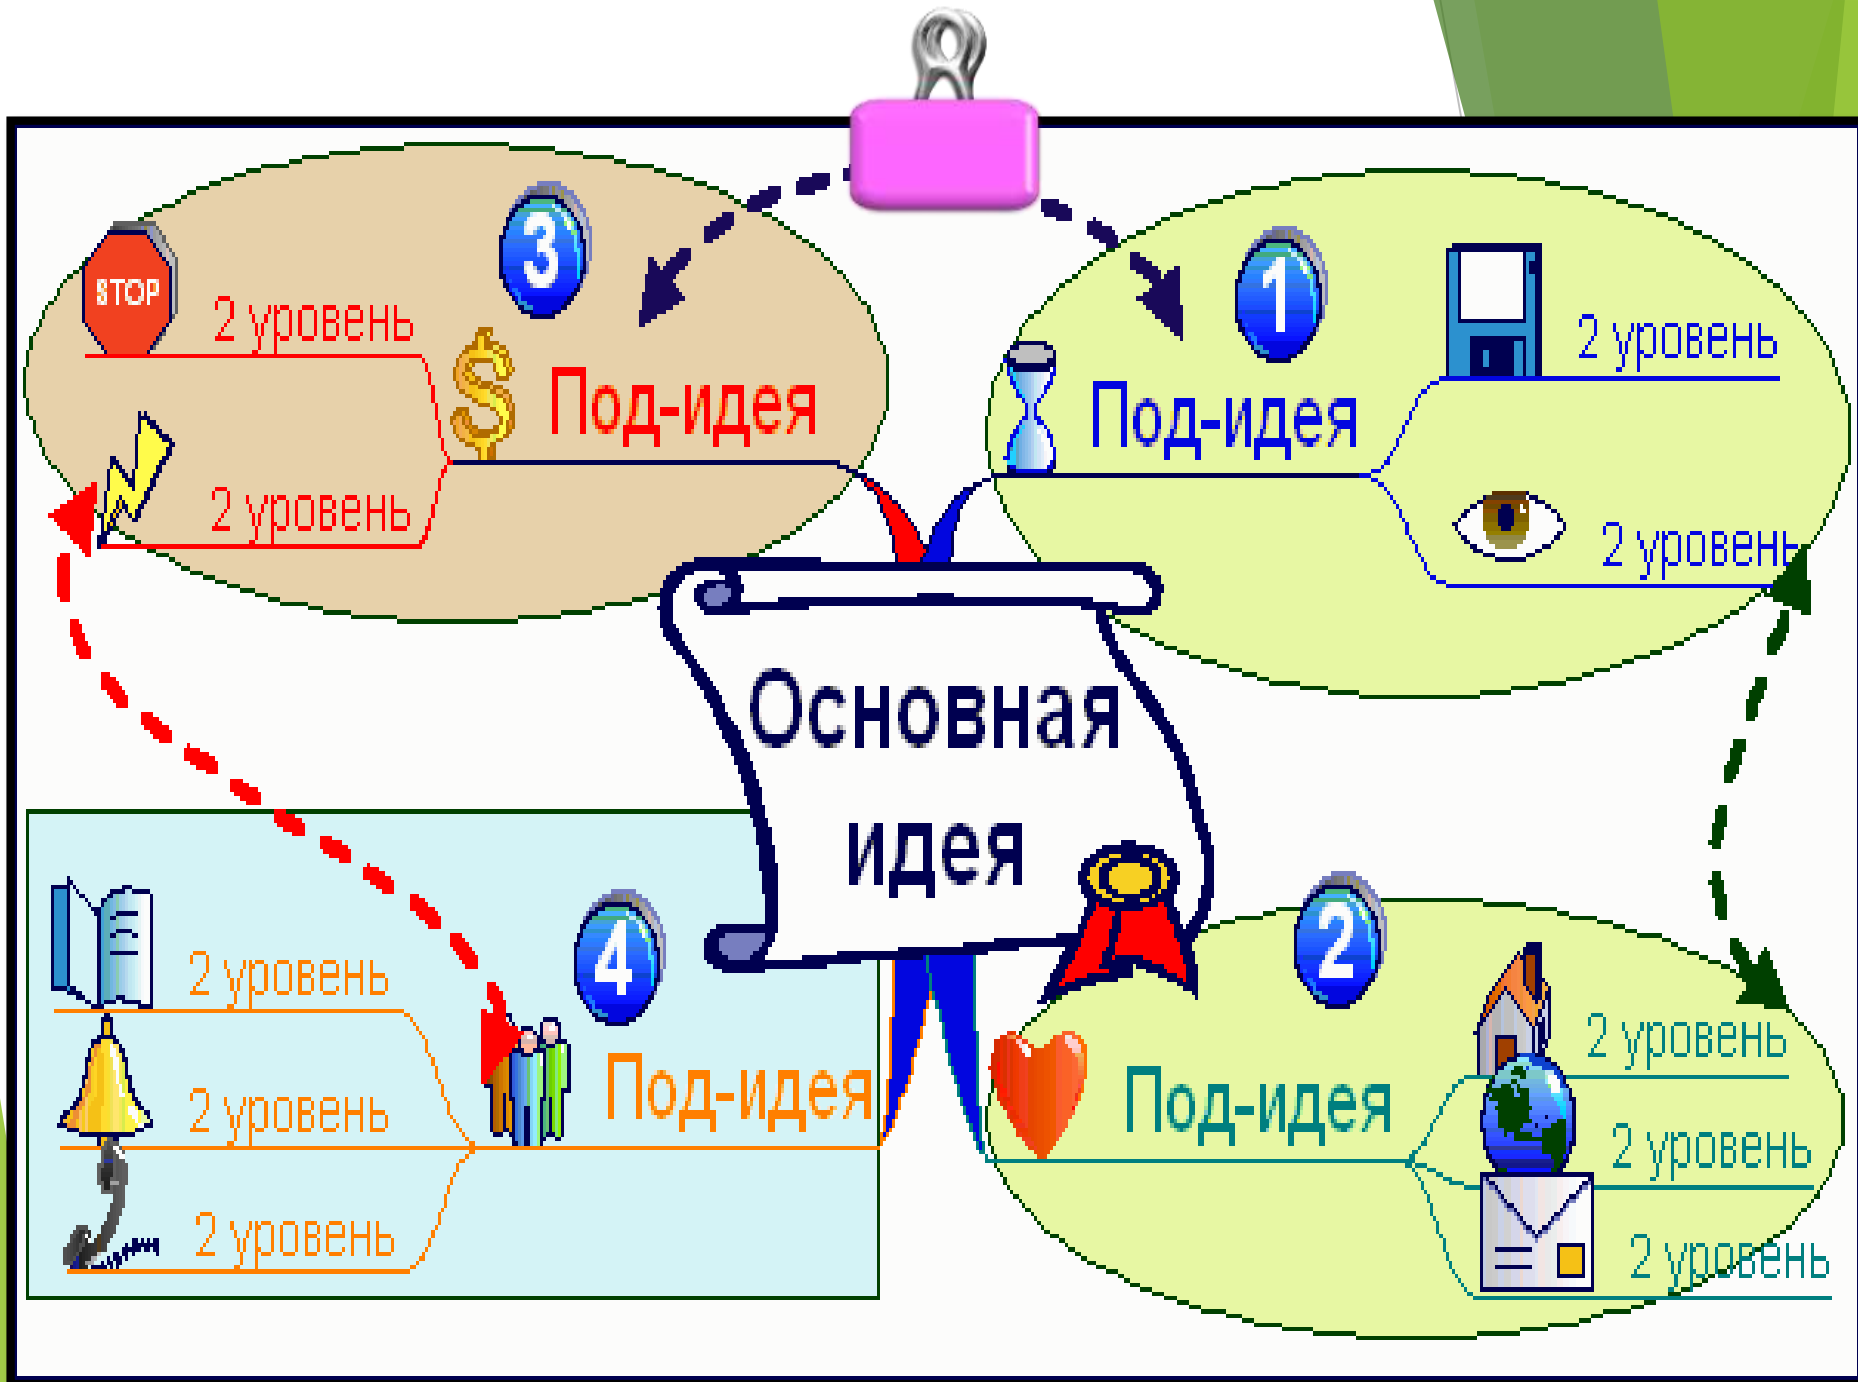 3
STOP
2 уровень
Под-идея
2 уровень
1
2 уровень
Под-идея
2 уровень
Основная
идея
4
2 уровень
2 уровень
Под-идея
2 уровень
2
2 уровень
Под-идея
2 уровень
2 уровень